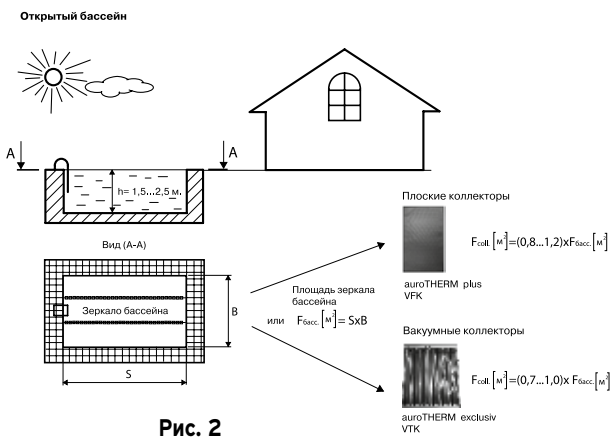 Открытый бассейн
A
A
h= 1,5...2,5 м.
Вид (A-A)
Зеркало бассейна
B
S
Площадь зеркала
бассейна
или Fбасс.[м²] = SxB
Плоские коллекторы
Fcoll.[м²]=(0,8...1,2)xFбасс.[м²]
auroTHERM plus
VFK
Вакуумные коллекторы
Fcoll.[м²]=(0,7...1,0)x Fбасс.[м²]
auroTHERM exclusiv
VTK
Рис. 2